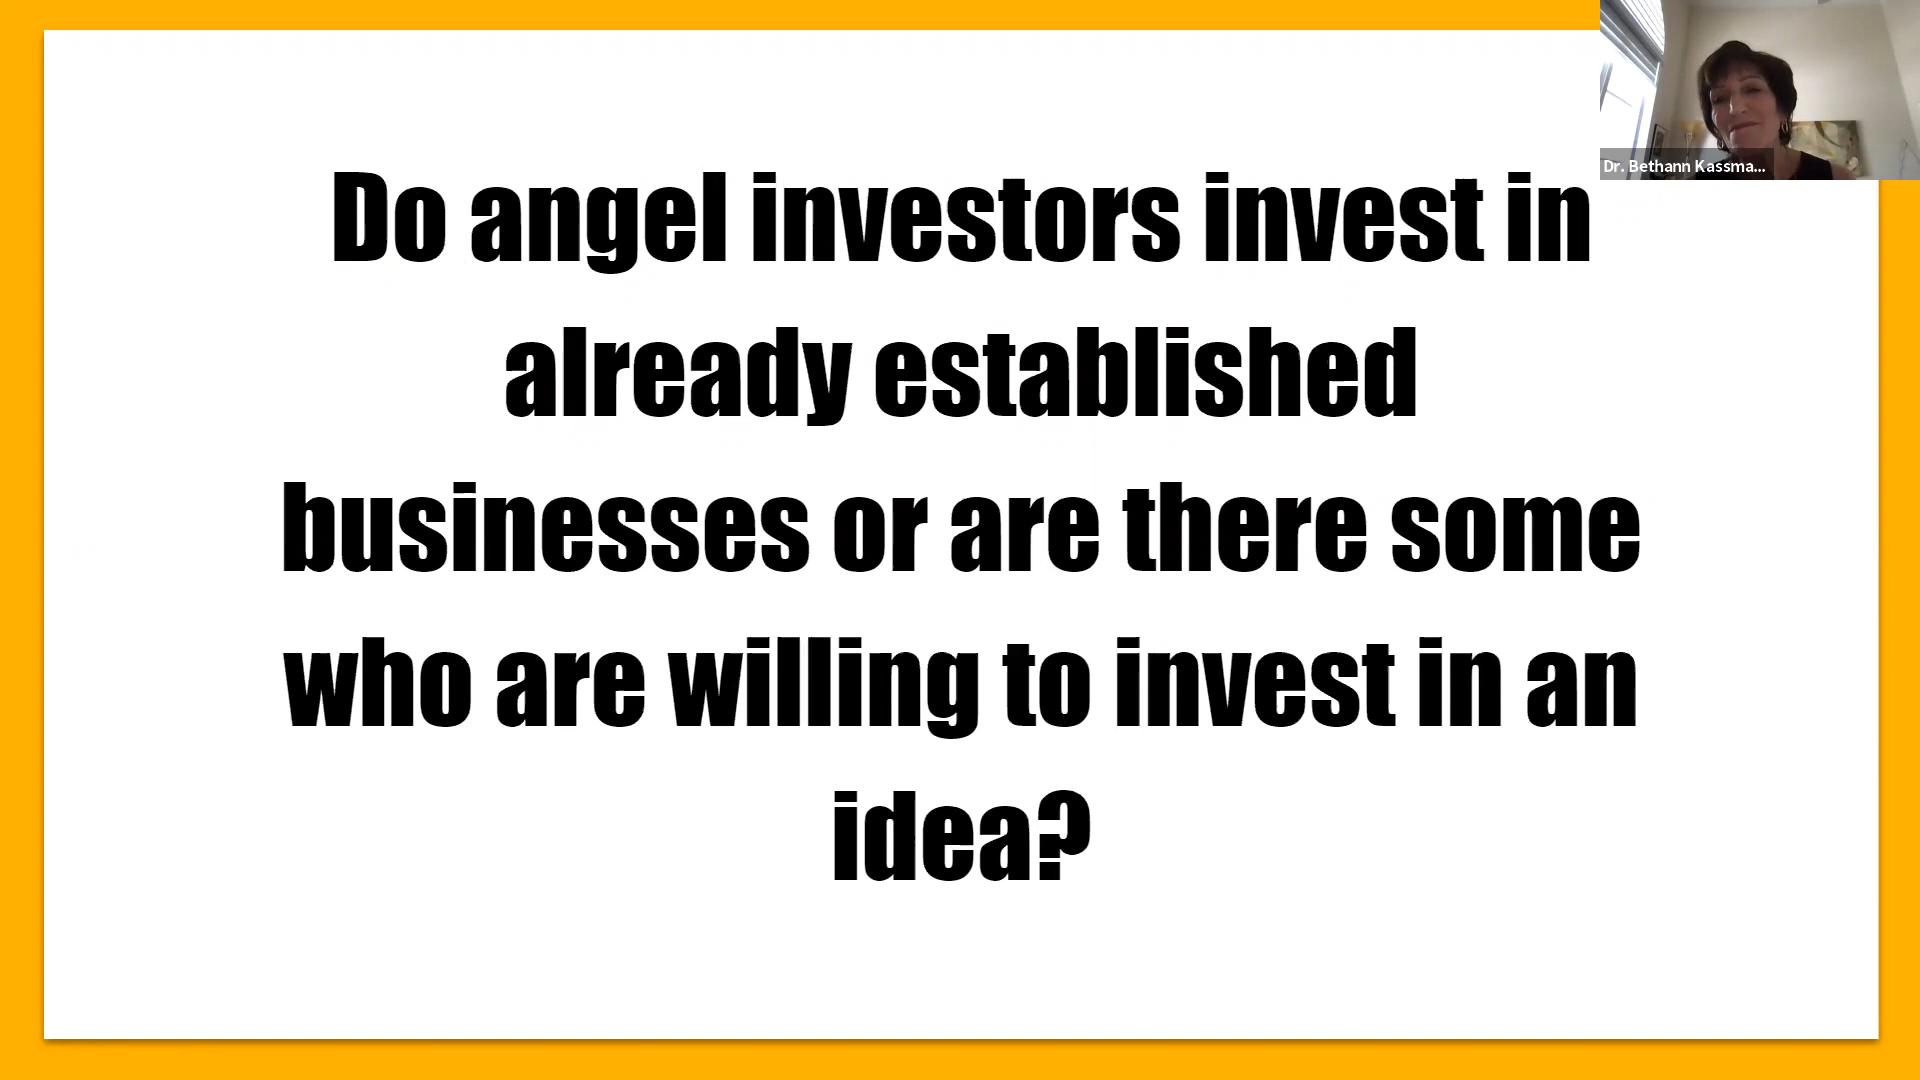 Do angel investors invest in
already established
businesses or are there some
who are willing to invest in an
idea?
Dr. Bethann Kassma...